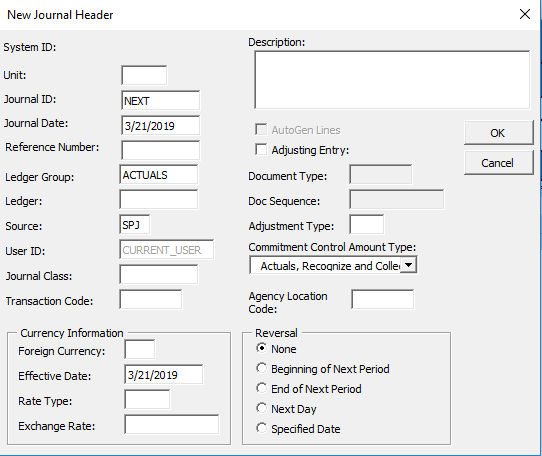 New Journal Header
System ID:
Unit:
Journal ID: NEXT
Journal Date: 3/21/2019
Reference Number:
Ledger Group: ACTUALS
Ledger:
Source: SPJ
User ID: CURRENT_USER
Journal Class:
Transaction Code:
Description:
AutoGen Lines
Adjusting Entry:
Document Type:
Doc Sequence:
Adjustment Type:
Commitment Control Amount Type:
Actuals, Recognize and Collec
Agency Location
Code:
OK
Cancel
Currency Information
Foreign Currency:
Effective Date: 3/21/2019
Rate Type:
Exchange Rate:
Reversal
None
Beginning of Next Period
End of Next Period
Next Day
Specified Date